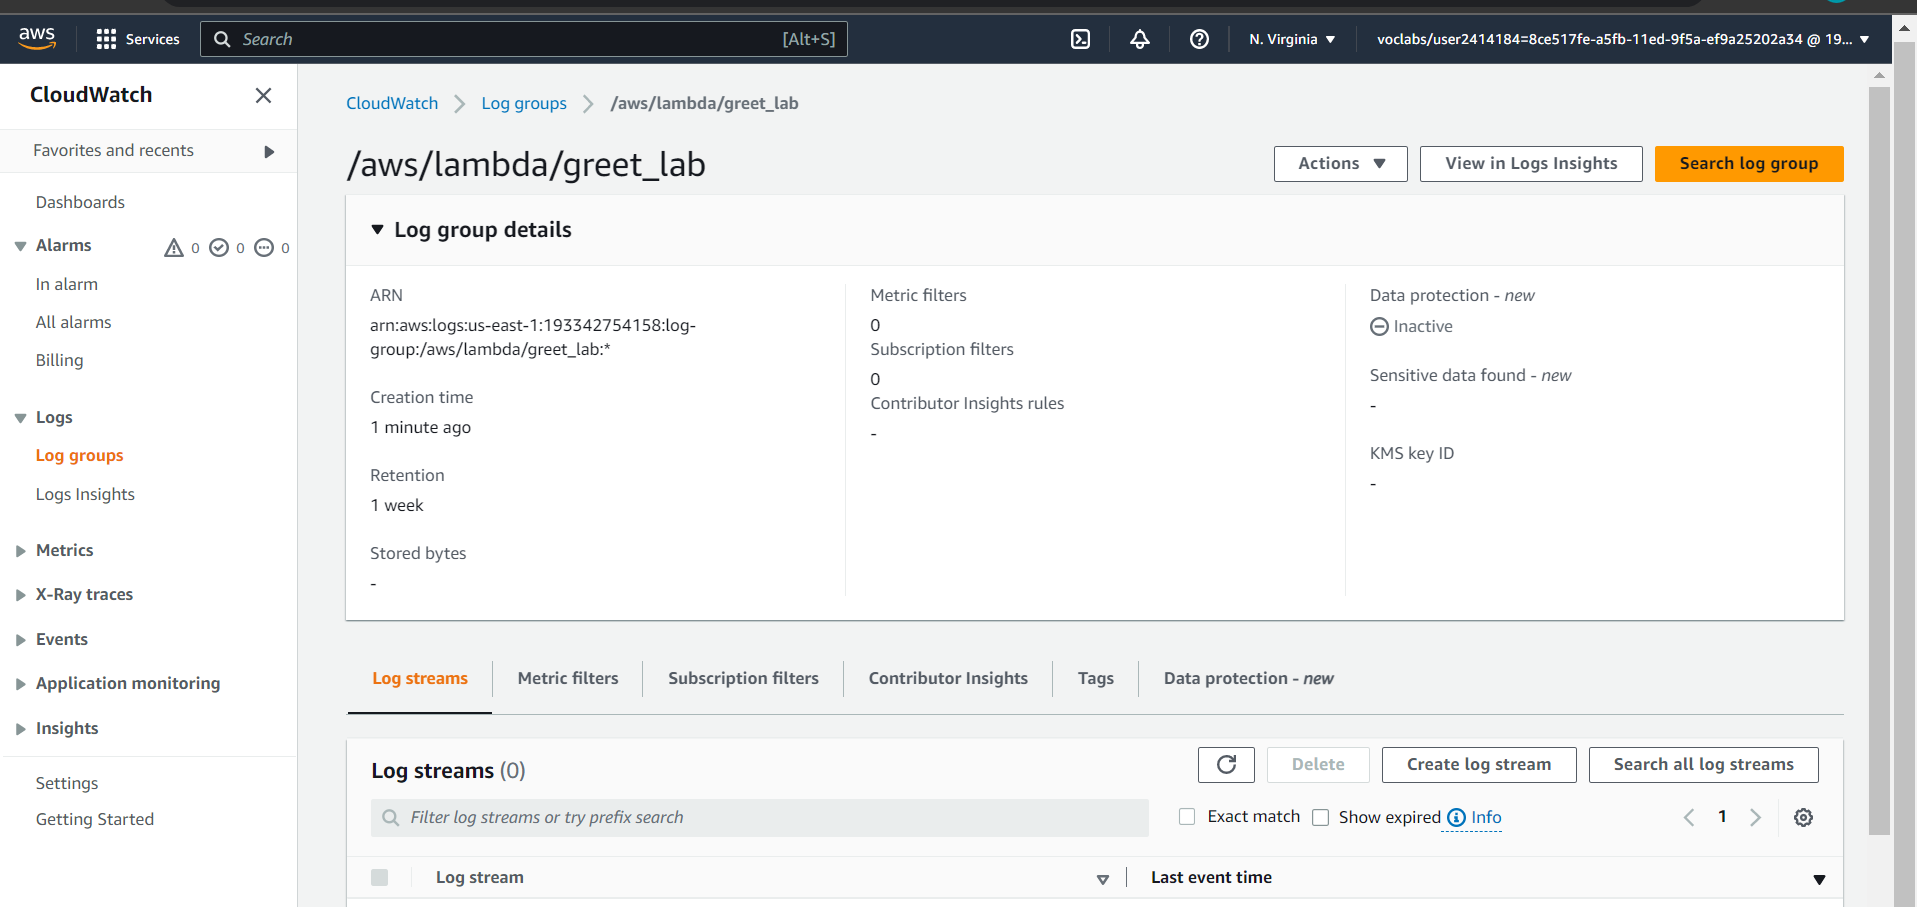 aws
Services
Search
[Alt+S]
N. Virginia
voclabs/user2414184=8ce517fe-a5fb-11ed-9f5a-ef9a25202a34 @ 19...
CloudWatch
Favorites and recents
Dashboards
Alarms
0
0
0
In alarm
All alarms
Billing
Logs
Log groups
Logs Insights
Metrics
X-Ray traces
Events
Application monitoring
Insights
Settings
Getting Started
CloudWatch
Log groups
/aws/lambda/greet_lab
/aws/lambda/greet_lab
Actions
View in Logs Insights
Search log group
Log group details
ARN
arn:aws:logs:us-east-1:193342754158:log-
group:/aws/lambda/greet_lab:*
Creation time
1 minute ago
Retention
1 week
Stored bytes
-
Metric filters
0
Subscription filters
0
Contributor Insights rules
-
Data protection - new
Inactive
Sensitive data found - new
-
KMS key ID
-
Log streams
Metric filters
Subscription filters
Contributor Insights
Tags
Data protection - new
Log streams (0)
Delete
Create log stream
Search all log streams
Filter log streams or try prefix search
Exact match
Show expired
Info
1
Log stream
Last event time